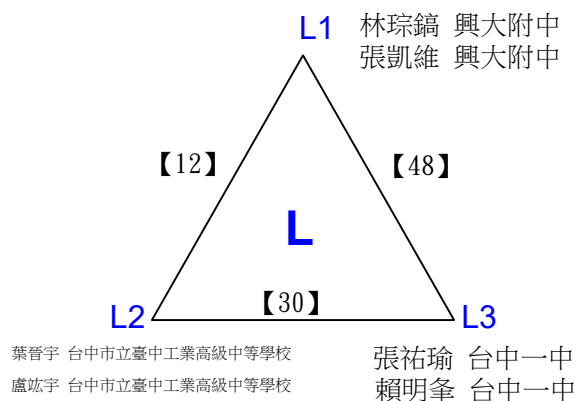 L1
林琮鎬 興大附中
張凱維 興大附中
【12】
【48】
L
【30】
L2
L3
葉晉宇 台中市立臺中工業高級中等學校
盧竑宇 台中市立臺中工業高級中等學校
張祐瑜 台中一中
賴明夆 台中一中